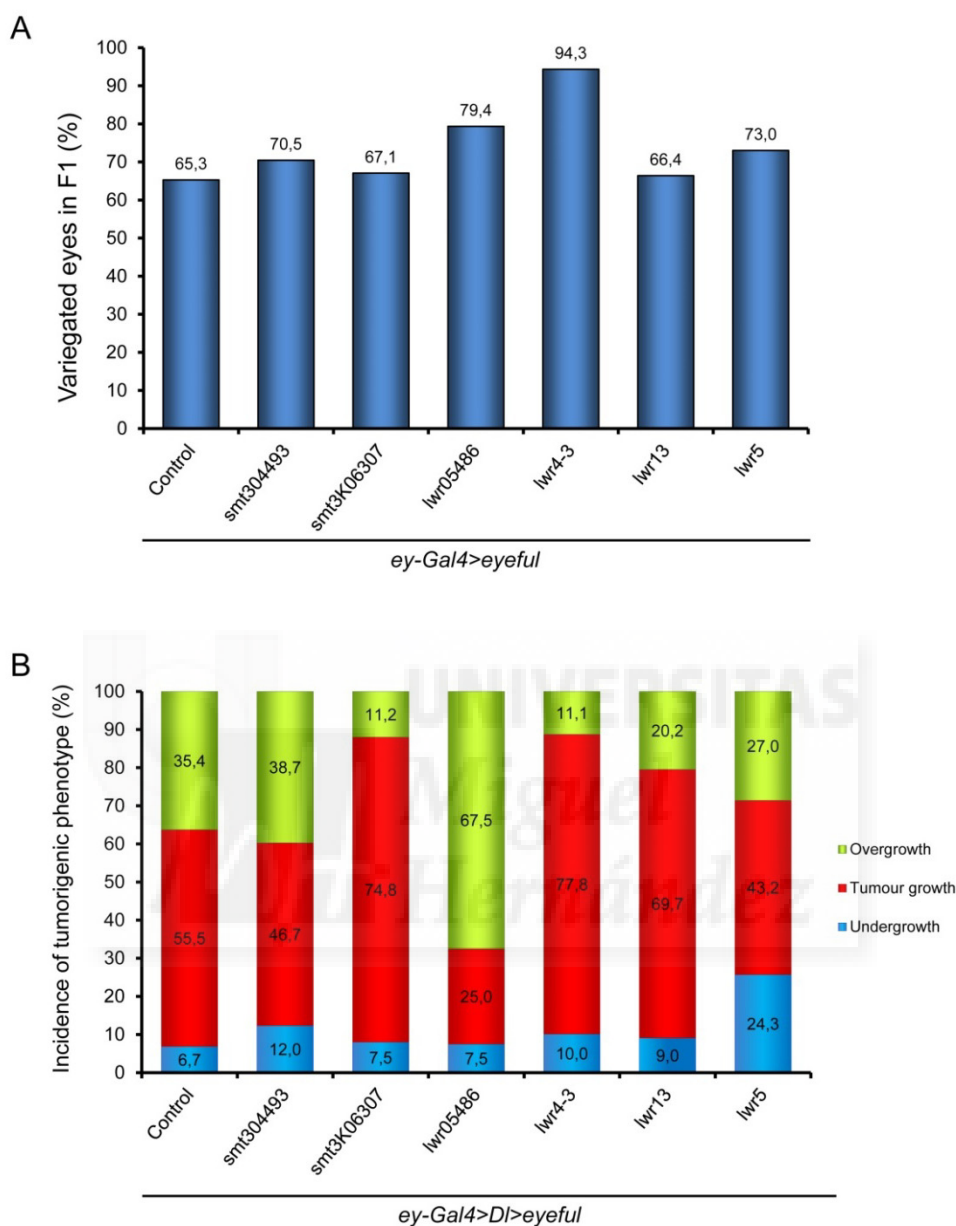 A
Variegated eyes in F1 (%)
100
90
80
70
60
50
40
30
20
10
0
65,3
70,5
67,1
79,4
94,3
66,4
73,0
Control
smt304493
smt3K06307
lwr05486
lwr4-3
lwr13
lwr5
ey-Gal4>eyeful
B
Incidence of tumorigenic phenotype (%)
100
90
80
70
60
50
40
30
20
10
0
35,4
55,5
6,7
38,7
46,7
12,0
11,2
74,8
7,5
67,5
25,0
7,5
11,1
77,8
10,0
20,2
69,7
9,0
27,0
43,2
24,3
Overgrowth
Tumour growth
Undergrowth
Control
smt304493
smt3K06307
lwr05486
lwr4-3
lwr13
lwr5
ey-Gal4>Dl>eyeful
UNIVERSITAS
Miguel
Hernández